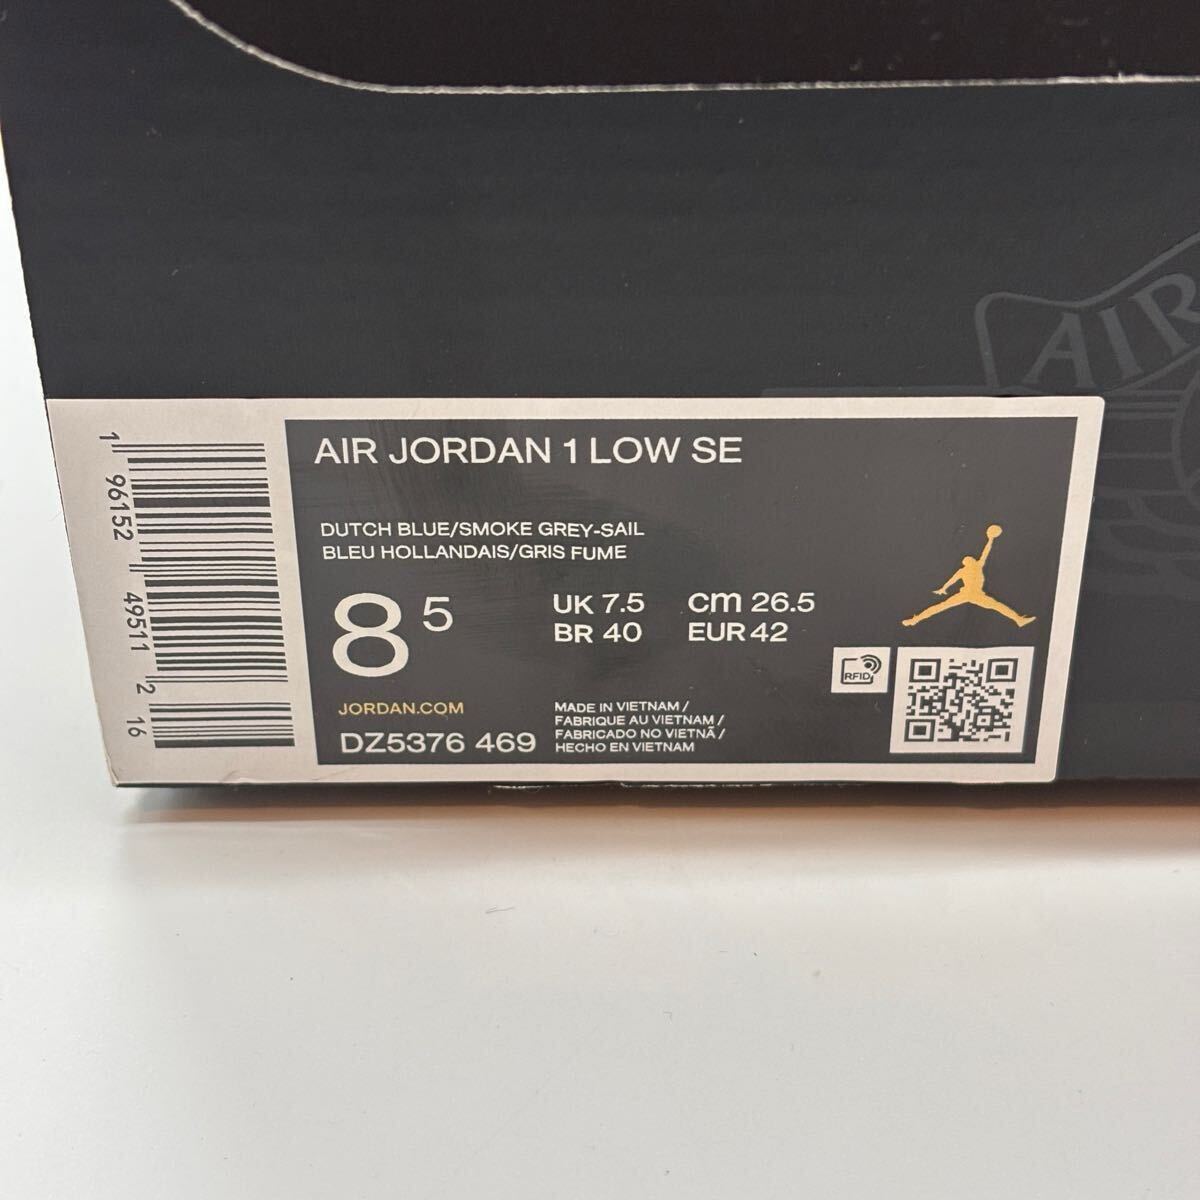 AIR
AIR JORDAN 1 LOW SE
DUTCH BLUE/SMOKE GREY-SAIL
BLEU HOLLANDAIS/GRIS FUME
8 5
UK 7.5 cm 26.5
BR 40 EUR 42
RFID
JORDAN.COM
DZ5376 469
MADE IN VIETNAM /
FABRIQUE AU VIETNAM /
FABRICADO NO VIETNÃ /
HECHO EN VIETNAM
1 96152 49511 2 16